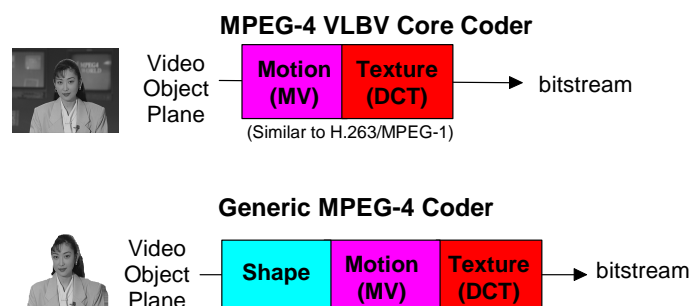 MPEG-4 VLBV Core Coder
Video
Object
Plane
Motion
(MV)
Texture
(DCT)
bitstream
(Similar to H.263/MPEG-1)
Generic MPEG-4 Coder
Video
Object
Plane
Shape
Motion
(MV)
Texture
(DCT)
bitstream